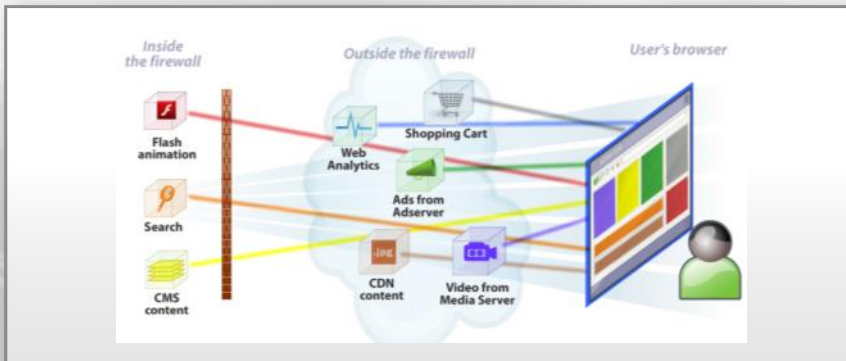 Inside
the firewall
Outside the firewall
User's browser
Flash
animation
Web
Analytics
Shopping Cart
Ads from
Adserver
Search
CMS
content
.jpg
CDN
content
Video from
Media Server